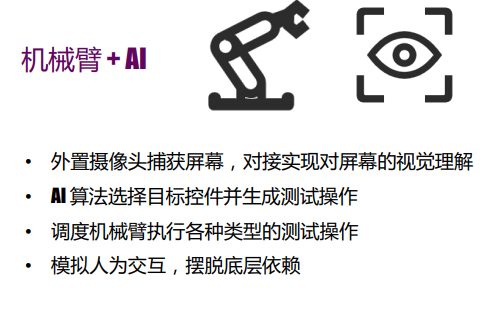 机械臂 + AI
• 外置摄像头捕获屏幕，对接实现对屏幕的视觉理解
• AI 算法选择目标控件并生成测试操作
• 调度机械臂执行各种类型的测试操作
• 模拟人为交互，摆脱底层依赖